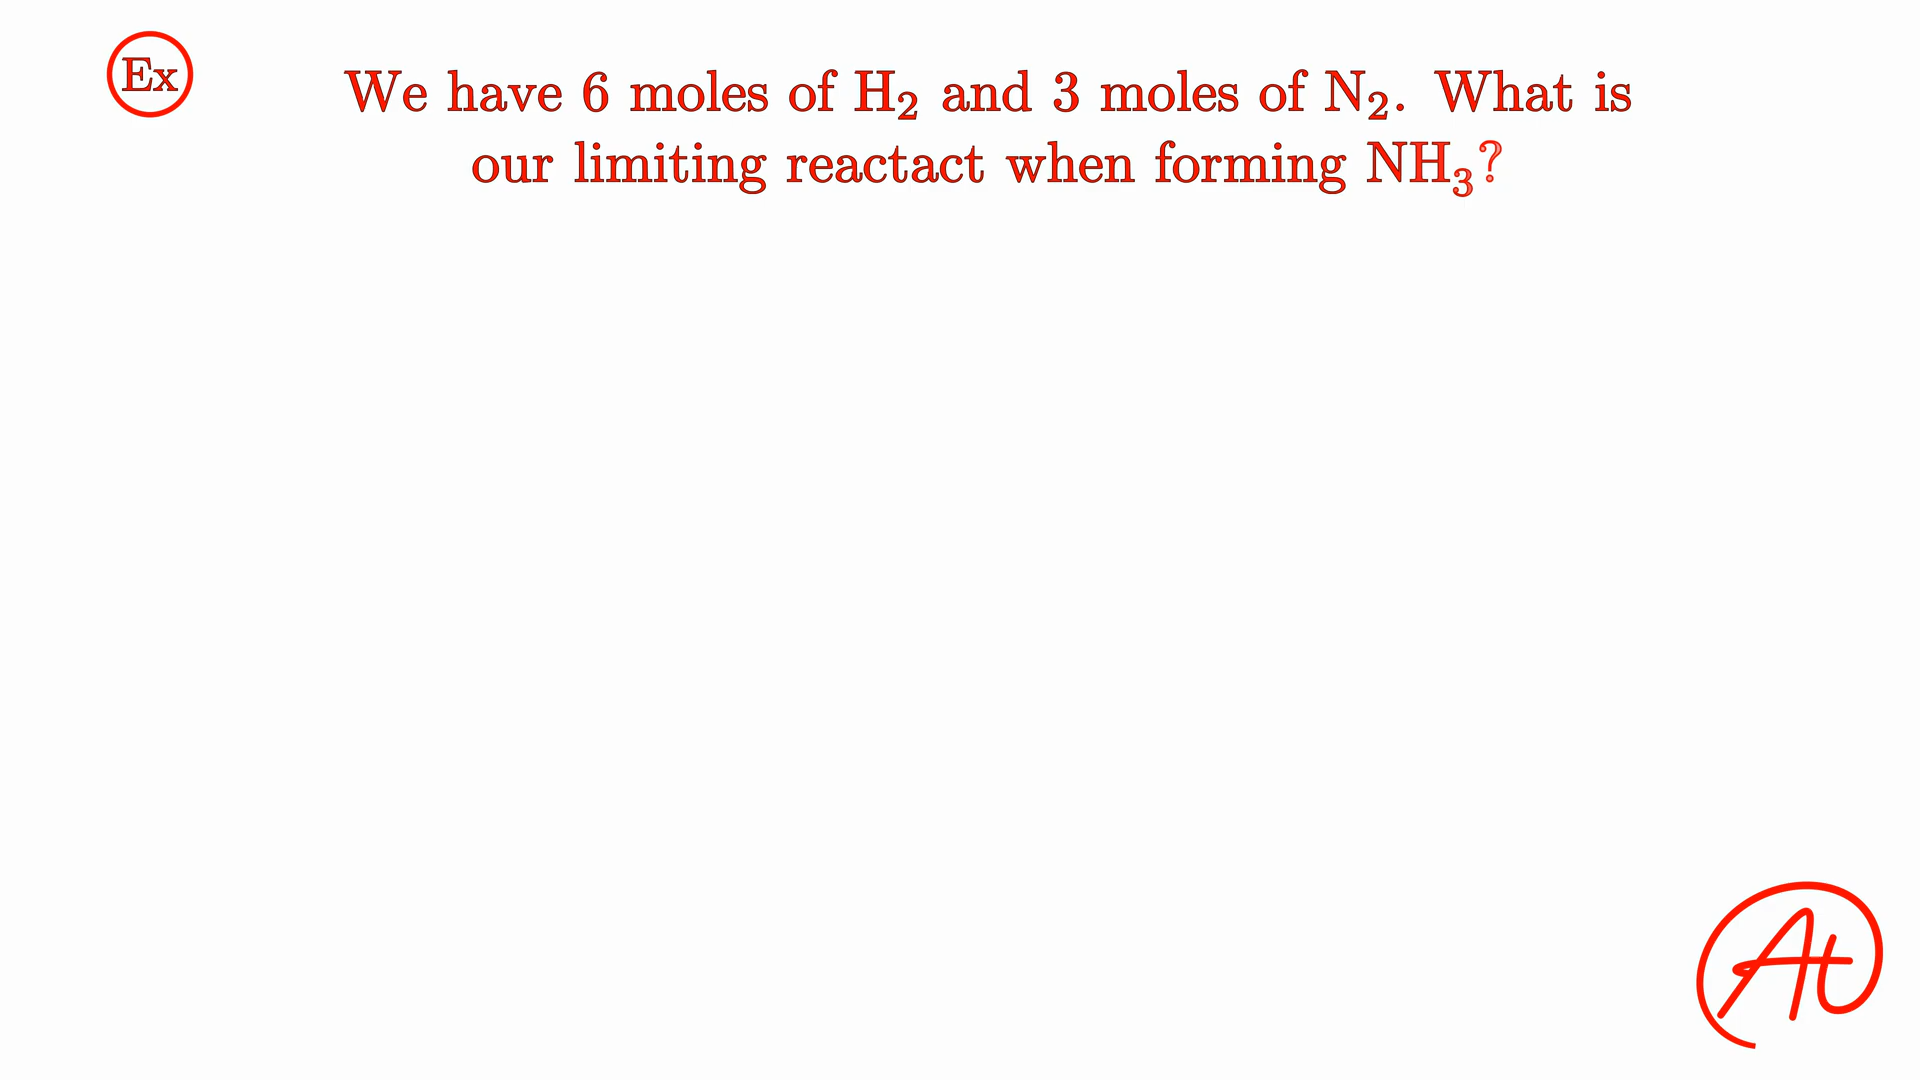 Ex
We have 6 moles of H₂ and 3 moles of N₂. What is
our limiting reactact when forming NH₃?
At